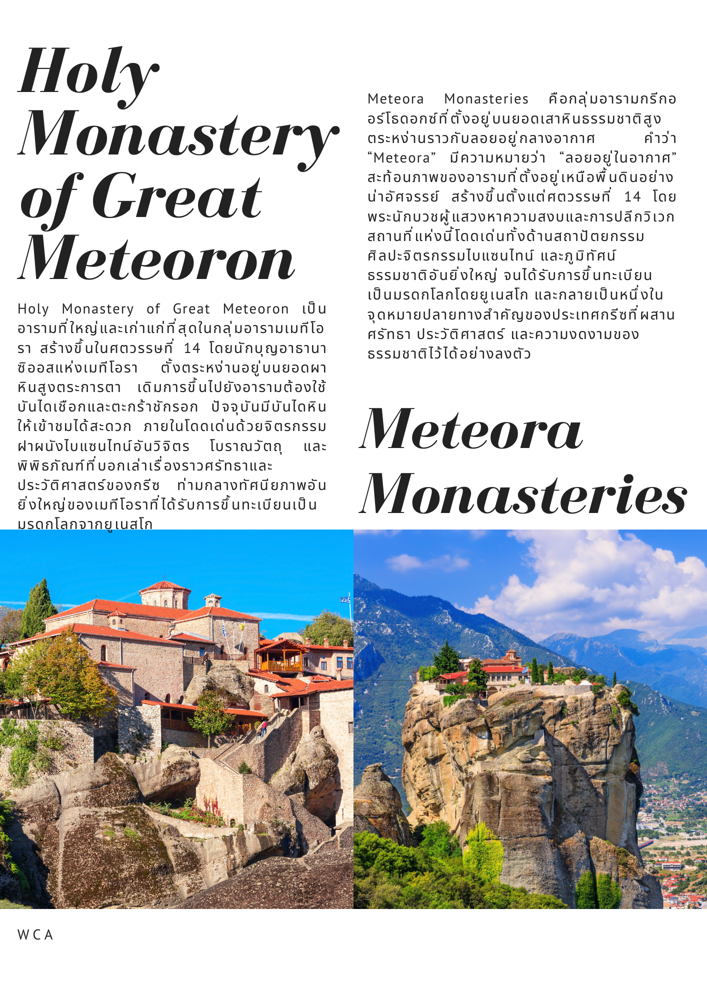 Holy
Monastery
of Great
Meteoron
Holy Monastery of Great Meteoron เป็น
อารามที่ใหญ่และเก่าแก่ที่สุดในกลุ่มอารามเมทีโอ
รา สร้างขึ้นในศตวรรษที่ 14 โดยนักบุญอาธานา
ซิออสแห่งเมทีโอรา ตั้งตระหง่านอยู่บนยอดผา
หินสูงตระการตา เดิมการขึ้นไปยังอารามต้องใช้
บันไดเชือกและตะกร้าชักรอก ปัจจุบันมีบันไดหิน
ให้เข้าชมได้สะดวก ภายในโดดเด่นด้วยจิตรกรรม
ฝาผนังไบแซนไทน์อันวิจิตร โบราณวัตถุ และ
พิพิธภัณฑ์ที่บอกเล่าเรื่องราวศรัทธาและ
ประวัติศาสตร์ของกรีซ ท่ามกลางทัศนียภาพอัน
ยิ่งใหญ่ของเมทีโอราที่ได้รับการขึ้นทะเบียนเป็น
มรดกโลกจากยูเนสโก
Meteora Monasteries คือกลุ่มอารามกรีกอ
อร์โธดอกซ์ที่ตั้งอยู่บนยอดเสาหินธรรมชาติสูง
ตระหง่านราวกับลอยอยู่กลางอากาศ คำว่า
“Meteora” มีความหมายว่า “ลอยอยู่ในอากาศ”
สะท้อนภาพของอารามที่ตั้งอยู่เหนือพื้นดินอย่าง
น่าอัศจรรย์ สร้างขึ้นตั้งแต่ศตวรรษที่ 14 โดย
พระนักบวชผู้แสวงหาความสงบและการปลีกวิเวก
สถานที่แห่งนี้โดดเด่นทั้งด้านสถาปัตยกรรม
ศิลปะจิตรกรรมไบแซนไทน์ และภูมิทัศน์
ธรรมชาติอันยิ่งใหญ่ จนได้รับการขึ้นทะเบียน
เป็นมรดกโลกโดยยูเนสโก และกลายเป็นหนึ่งใน
จุดหมายปลายทางสำคัญของประเทศกรีซที่ผสาน
ศรัทธา ประวัติศาสตร์ และความงดงามของ
ธรรมชาติไว้ได้อย่างลงตัว
Meteora
Monasteries
WCA